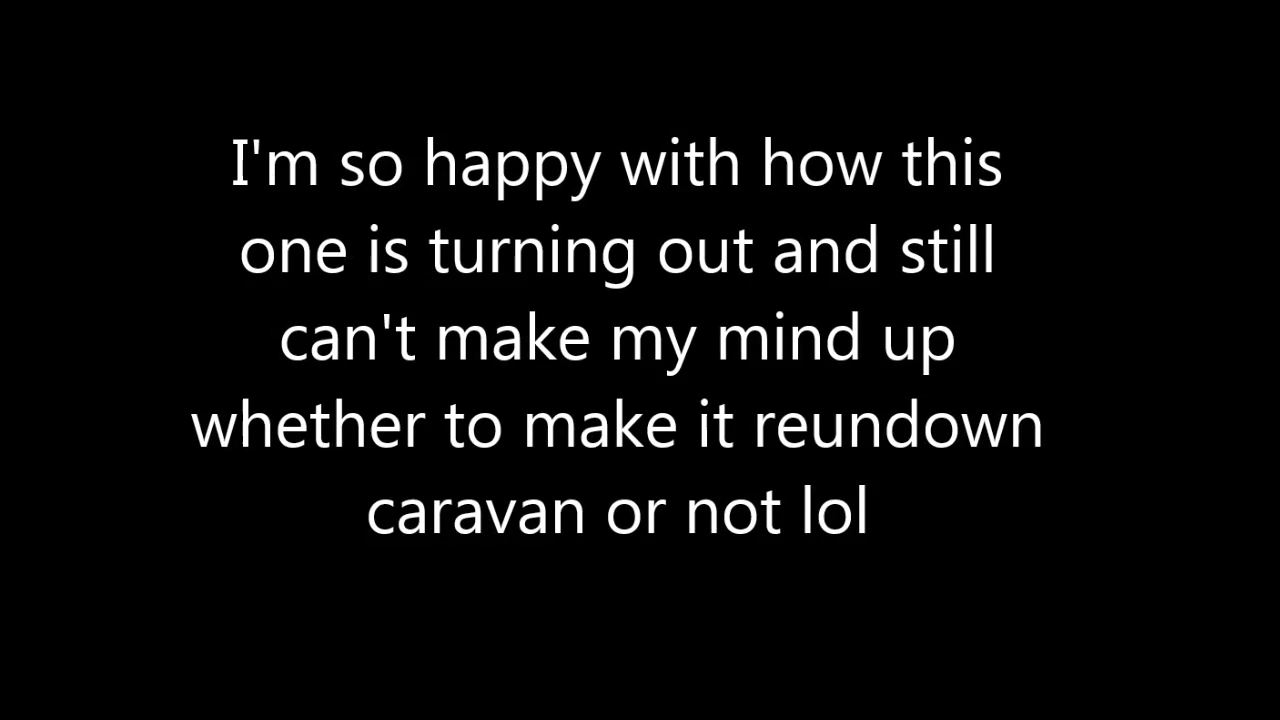 I'm so happy with how this
one is turning out and still
can't make my mind up
whether to make it reundown
caravan or not lol